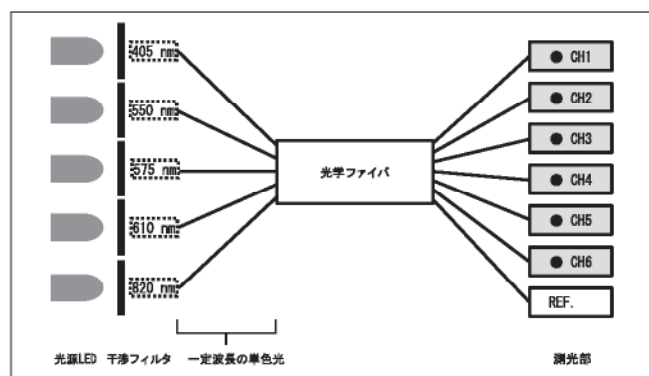 405 nm
550 nm
575 nm
610 nm
820 nm
光学ファイバ
CH1
CH2
CH3
CH4
CH5
CH6
REF.
光源LED 干渉フィルタ 一定波長の単色光 測光部